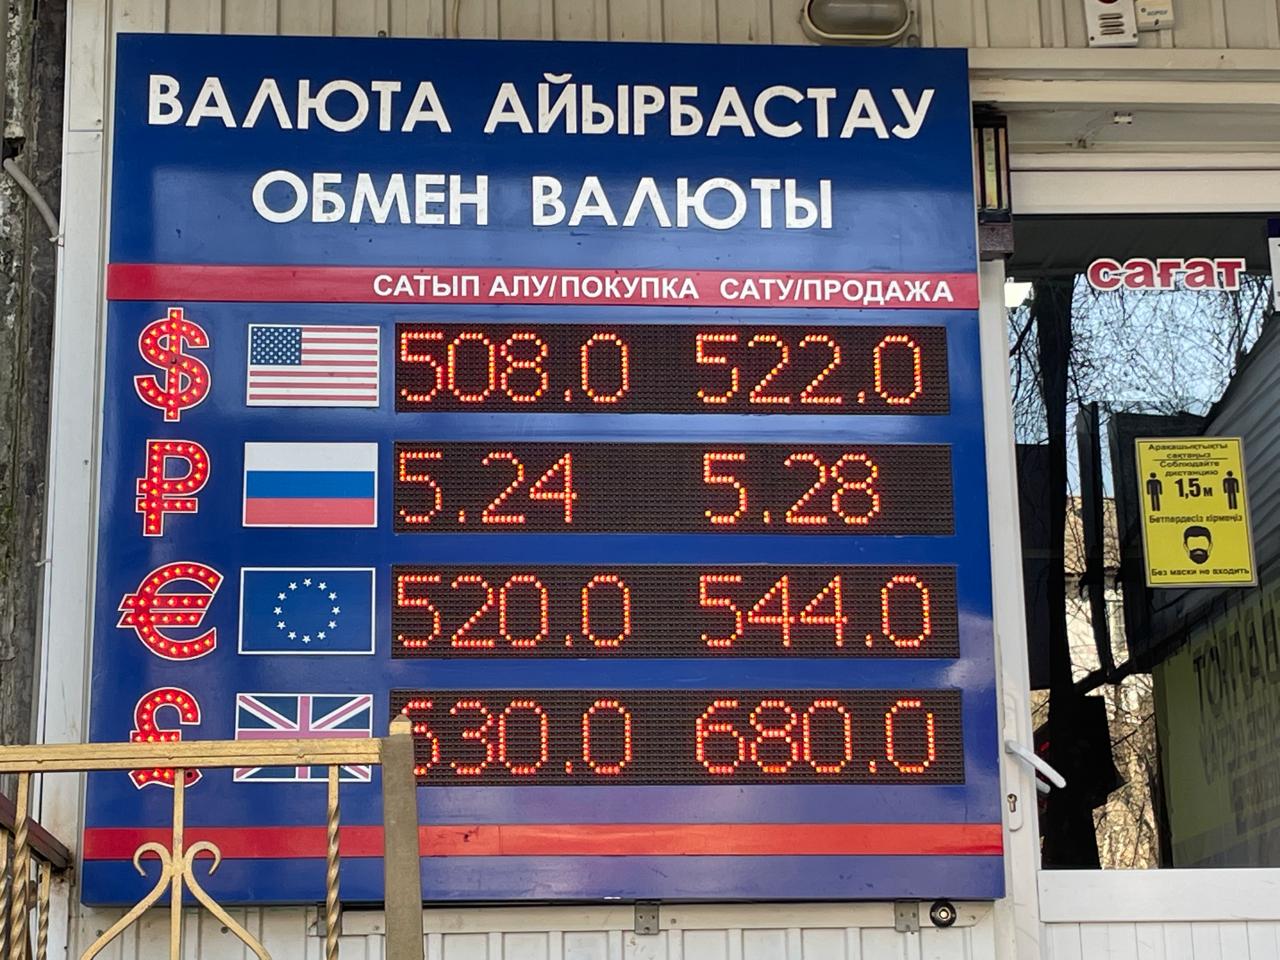 ВАЛЮТА АЙЫРБАСТАУ
ОБМЕН ВАЛЮТЫ
САТЫП АЛУ/ПОКУПКА САТУ/ПРОДАЖА
$ 508.0 522.0
₽ 5.24 5.28
€ 520.0 544.0
£ 630.0 680.0
сағат
Арақашықтықты
сақтаңыз
Соблюдайте
дистанцию
1,5 м
Бетпердесіз кірмеңіз
Без маски не входить